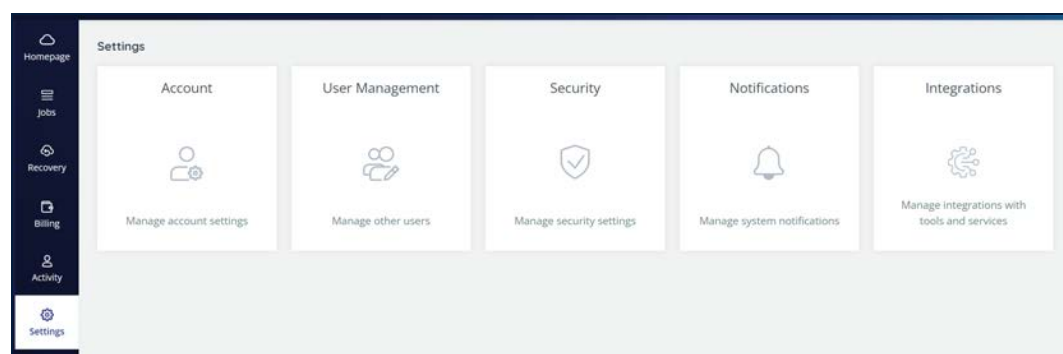 Homepage
Jobs
Recovery
Billing
Activity
Settings
Settings
Account
Manage account settings
User Management
Manage other users
Security
Manage security settings
Notifications
Manage system notifications
Integrations
Manage integrations with
tools and services